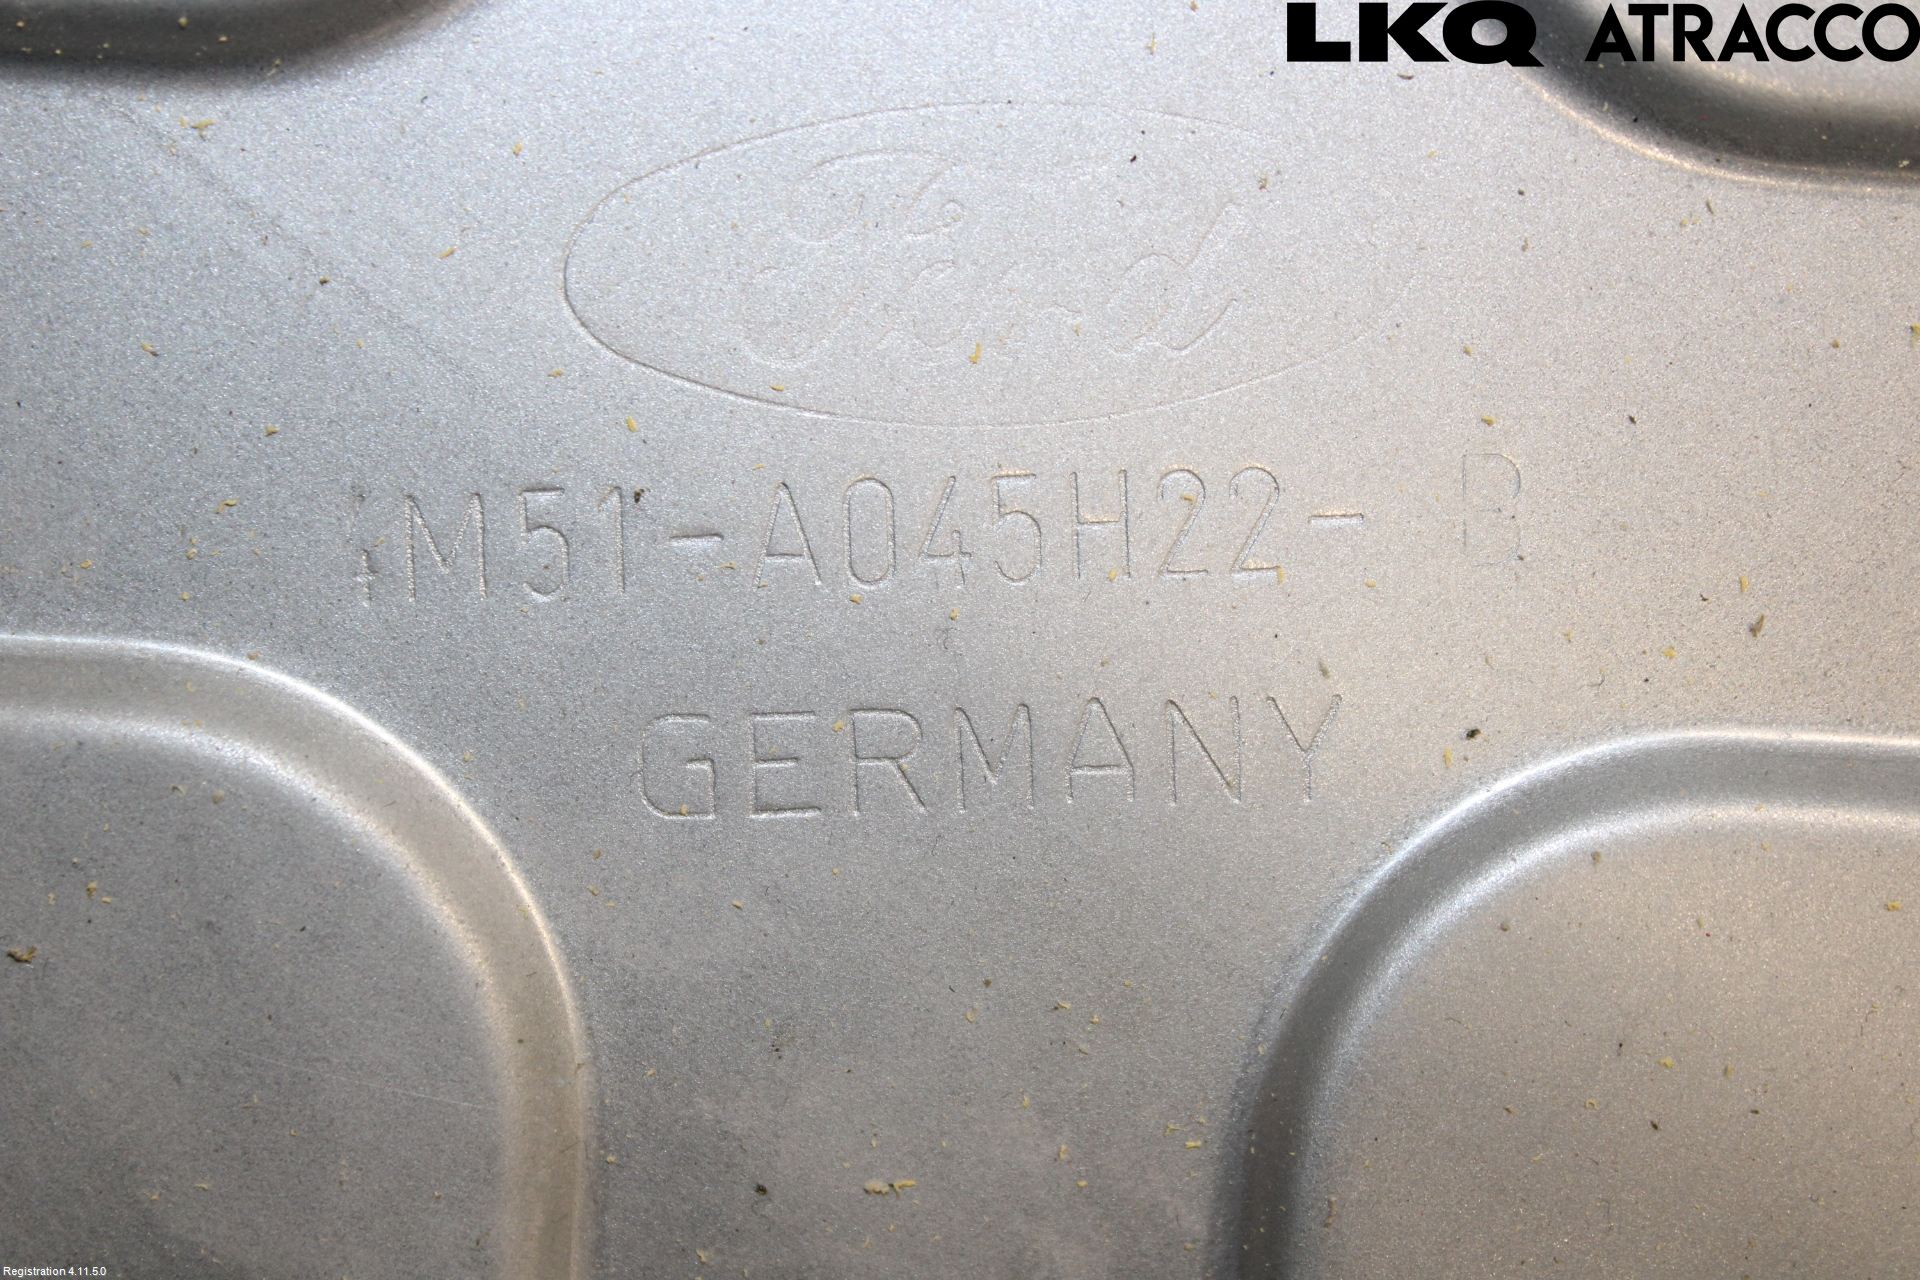 LKQ ATRACCO
Ford
4M51-A045H22- B
GERMANY
Registration 4.11.5.0